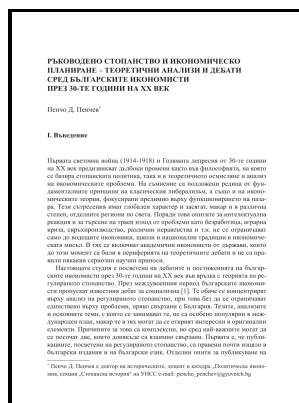 РЪКОВОДЕНО СТОПАНСТВО И ИКОНОМИЧЕСКО
ПЛАНИРАНЕ – ТЕОРЕТИЧНИ АНАЛИЗИ И ДЕБАТИ
СРЕД БЪЛГАРСКИТЕ ИКОНОМИСТИ
ПРЕЗ 30-ТЕ ГОДИНИ НА XX ВЕК
Пенчо Д. Пенчев*
I. Въведение
Първата световна война (1914-1918) и Голямата депресия от 30-те години
на XX век предизвикват дълбоки промени както във философията, на която
се базира стопанската политика, така и в теоретичното осмисляне и анализ
на икономическите проблеми. На съмнение са подложени редица от фун-
даменталните принципи на класическия либерализъм, а също и на иконо-
мическите теории, фокусирани предимно върху функционирането на паза-
ра. Тези сътресения имат глобален характер и засягат, макар и в различна
степен, отделните региони по света. Поради това опитите за интелектуална
реакция и за търсене на траен изход от проблеми като безработица, аграрна
криза, свръхпроизводство, различни неравенства и т.н. не се ограничават
само до водещите икономики, школи и национални традиции в икономиче-
ската мисъл. В тях се включват академични икономисти от държави, които
до този момент са били в периферията на теоретичните дебати и не са пра-
вили никакви сериозни научни приноси.
Настоящата студия е посветена на дебатите и постиженията на българ-
ските икономисти през 30-те години на XX век във връзка с теорията на ре-
гулираното стопанство. През междувоенния период българските икономи-
сти пропускат известния дебат за социализма [1]. Те обаче се концентрират
върху анализ на регулираното стопанство, при това без да се ограничават
единствено върху проблеми, пряко свързани с България. Тезите, анализите
и основните теми, с които се занимават те, не са особено популярни в меж-
дународен план, макар че в тях могат да се открият интересни и оригинални
елементи. Причините за това са комплексни, но сред най-важните могат да
се посочат две, които донякъде са взаимно свързани. Първата е, че публи-
кациите, посветени на регулираното стопанство, са правени почти изцяло в
български издания и на български език. Отделни опити за публикуване на
* Пенчо Д. Пенчев е доктор на историческите, доцент в катедра „Политическа иконо-
мия, секция „Стопанска история“ на УНСС e-mail: pencho_penchev@gyuvetch.bg